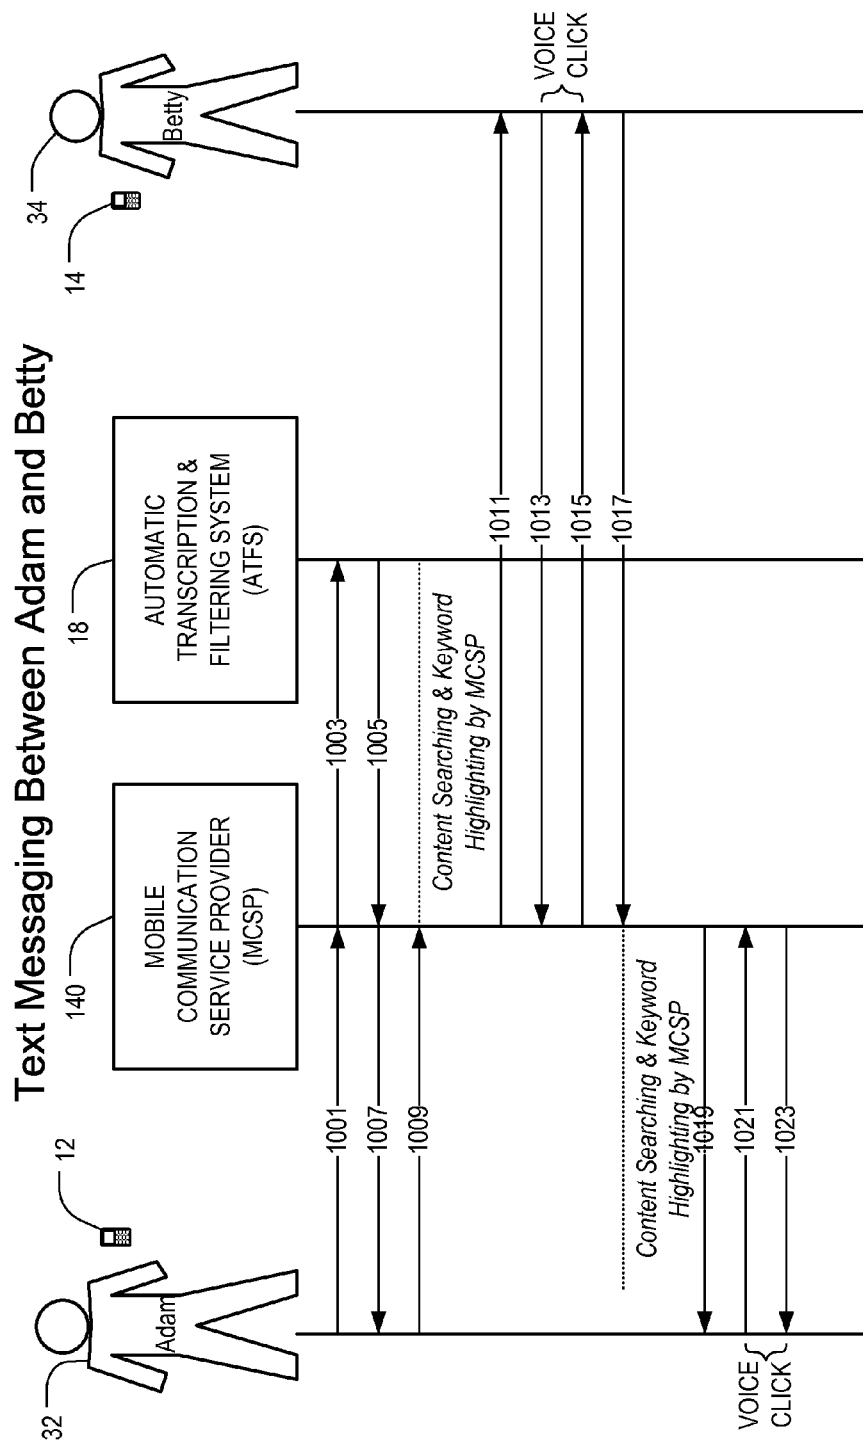 Text Messaging Between Adam and Betty
32
12
140
18
14
34
Adam
MOBILE
COMMUNICATION
SERVICE PROVIDER
(MCSP)
AUTOMATIC
TRANSCRIPTION &
FILTERING SYSTEM
(ATFS)
Betty
1001
1003
1007
1005
1009
Content Searching & Keyword
Highlighting by MCSP
1011
1013
1015
VOICE
CLICK
1017
Content Searching & Keyword
Highlighting by MCSP
1019
1021
1023
VOICE
CLICK